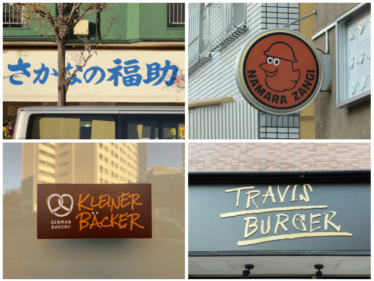 さかなの福助
NAMARA ZANGI
GERMAN
BAKERY
KLEINER
BÄCKER
TRAVIS
BURGER